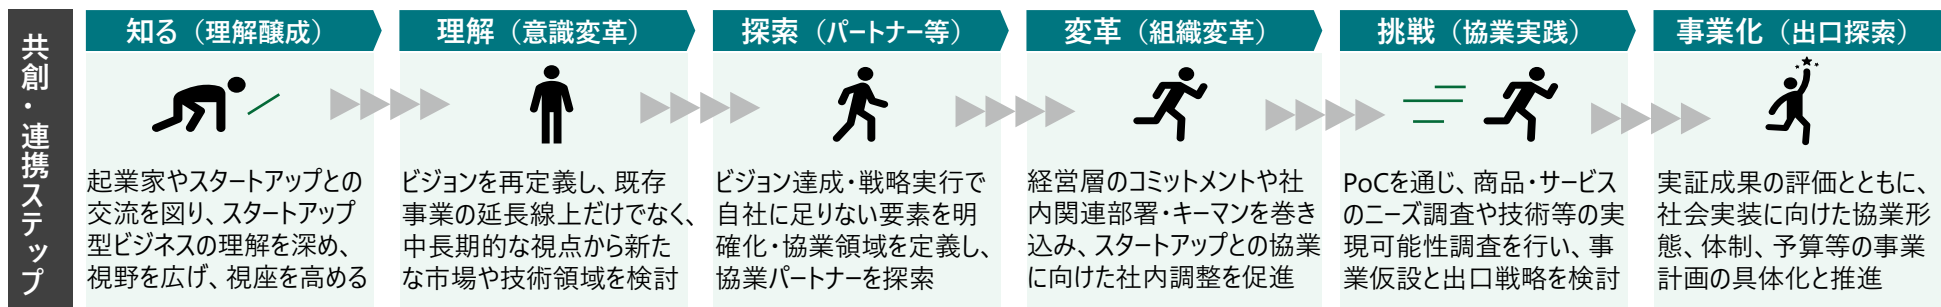 共創・連携ステップ
知る（理解醸成）
起業家やスタートアップとの
交流を図り、スタートアップ
型ビジネスの理解を深め、
視野を広げ、視座を高める
理解（意識変革）
ビジョンを再定義し、既存
事業の延長線上だけでなく、
中長期的な視点から新た
な市場や技術領域を検討
探索（パートナー等）
ビジョン達成・戦略実行で
自社に足りない要素を明
確化・協業領域を定義し、
協業パートナーを探索
変革（組織変革）
経営層のコミットメントや社
内関連部署・キーマンを巻き
込み、スタートアップとの協業
に向けた社内調整を促進
挑戦（協業実践）
PoCを通じ、商品・サービス
のニーズ調査や技術等の実
現可能性調査を行い、事
業仮設と出口戦略を検討
事業化（出口探索）
実証成果の評価とともに、
社会実装に向けた協業形
態、体制、予算等の事業
計画の具体化と推進